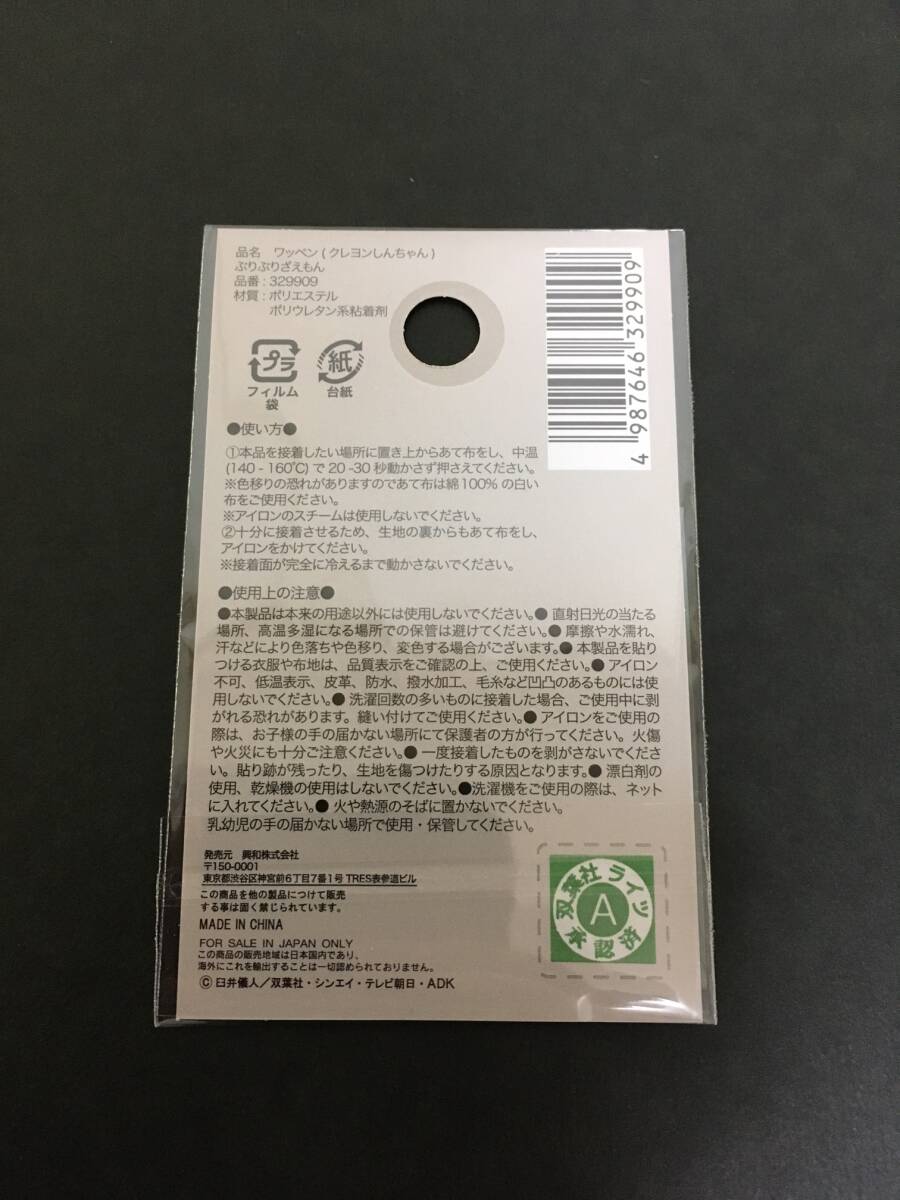 品名　ワッペン(クレヨンしんちゃん)
ぶりぶりざえもん
品番:329909
材質:ポリエステル
ポリウレタン系粘着剤
プラ
フィルム
袋
紙
台紙
4 987646 329909
●使い方●
①本品を接着したい場所に置き上からあて布をし、中温
(140 - 160℃)で 20 -30 秒動かさず押さえてください。
※色移りの恐れがありますのであて布は綿100% の白い
布をご使用ください。
※アイロンのスチームは使用しないでください。
②十分に接着させるため、生地の裏からもあて布をし、
アイロンをかけてください。
※接着面が完全に冷えるまで動かさないでください。
●使用上の注意●
●本製品は本来の用途以外には使用しないでください。● 直射日光の当たる
場所、高温多湿になる場所での保管は避けてください。● 摩擦や水濡れ、
汗などにより色落ちや色移り、変色する場合がございます。● 本製品を貼り
つける衣服や布地は、品質表示をご確認の上、ご使用ください。● アイロン
不可、低温表示、皮革、防水、撥水加工、毛糸など凹凸のあるものには使
用しないでください。● 洗濯回数の多いものに接着した場合、ご使用中に剥
がれる恐れがあります。縫い付けてご使用ください。● アイロンをご使用の
際は、お子様の手の届かない場所にて保護者の方が行ってください。火傷
や火災にも十分ご注意ください。● 一度接着したものを剥がさないでくださ
い。貼り跡が残ったり、生地を傷つけたりする原因となります。● 漂白剤の
使用、乾燥機の使用はしないでください。●洗濯機をご使用の際は、ネット
に入れてください。● 火や熱源のそばに置かないでください。
乳幼児の手の届かない場所で使用・保管してください。
発売元　興和株式会社
〒150-0001
東京都渋谷区神宮前6丁目7番1号 TRES表参道ビル
この商品を他の製品につけて販売
する事は固く禁じられています。
MADE IN CHINA
FOR SALE IN JAPAN ONLY
この商品の販売地域は日本国内であり、
海外にこれを輸出することは一切認められておりません。
© 臼井儀人／双葉社・シンエイ・テレビ朝日・ADK
双葉社 ライツ
A
承認済